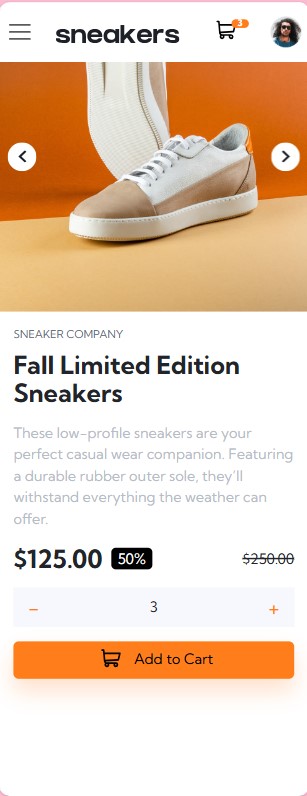 sneakers
3
SNEAKER COMPANY
Fall Limited Edition
Sneakers
These low-profile sneakers are your
perfect casual wear companion. Featuring
a durable rubber outer sole, they'll
withstand everything the weather can
offer.
$125.00 50% $250.00
− 3 +
Add to Cart